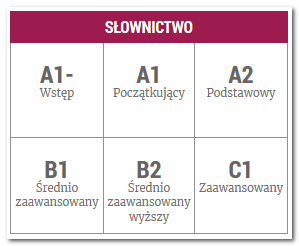 SŁOWNICTWO
A1- A1 A2
Wstęp Początkujący Podstawowy
B1 B2 C1
Średnio Średnio Zaawansowany
zaawansowany zaawansowany
wyższy